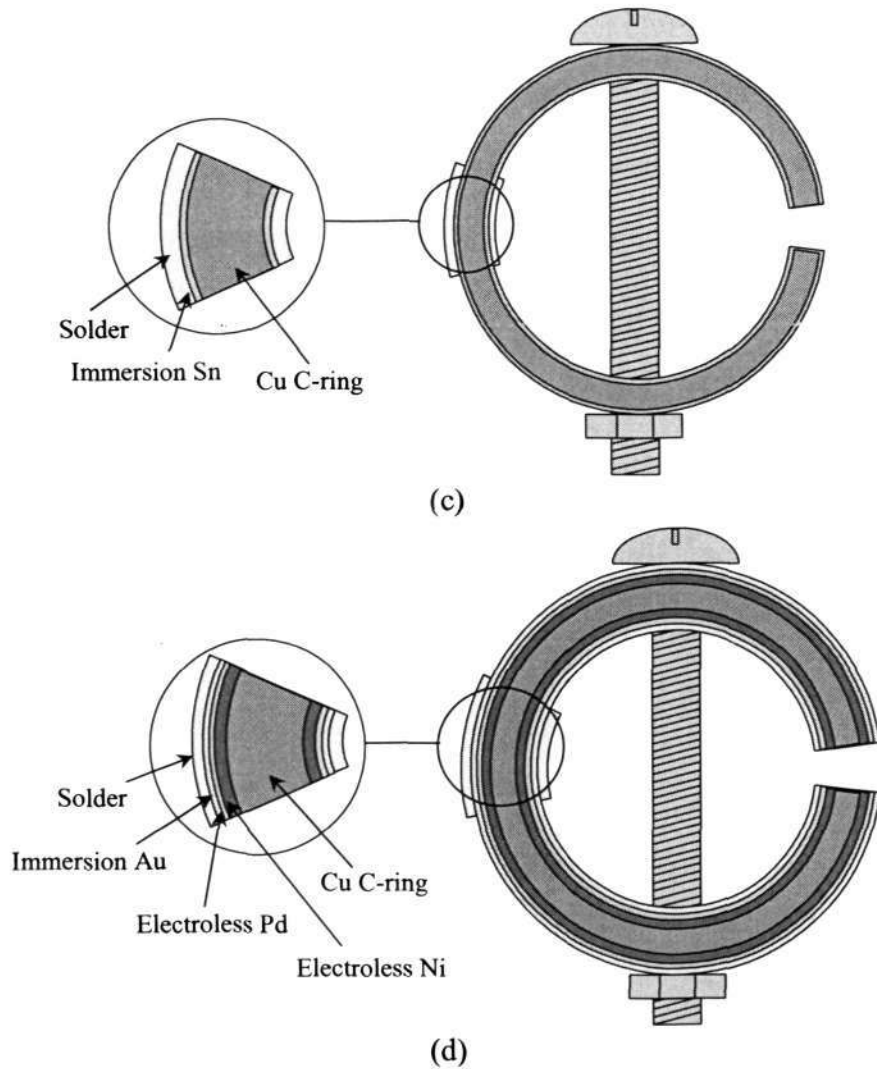 Solder
Immersion Sn
Cu C-ring
(c)
Solder
Immersion Au
Cu C-ring
Electroless Pd
Electroless Ni
(d)